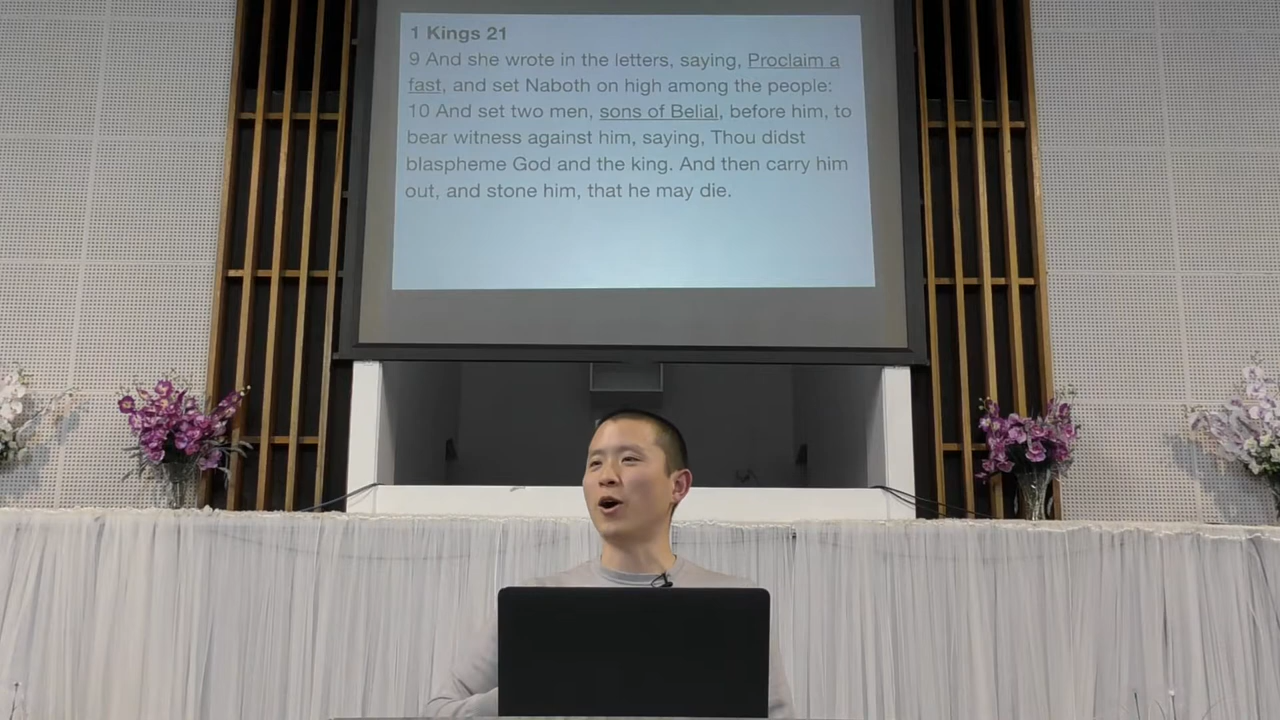 1 Kings 21
9 And she wrote in the letters, saying, Proclaim a
fast, and set Naboth on high among the people:
10 And set two men, sons of Belial, before him, to
bear witness against him, saying, Thou didst
blaspheme God and the king. And then carry him
out, and stone him, that he may die.